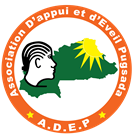 Association D'appui et d'Eveil Pugsada
A.D.E.P